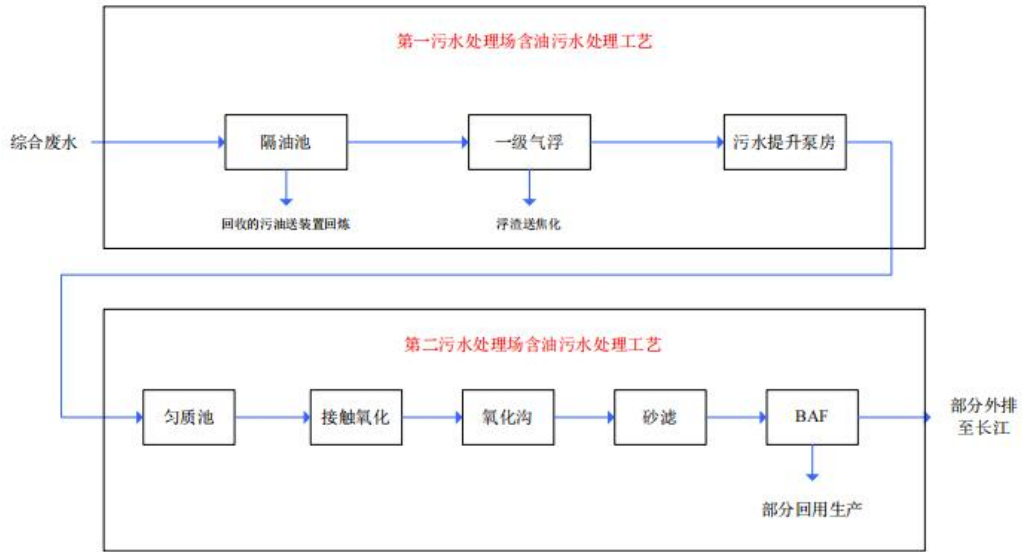 第一污水处理场含油污水处理工艺
综合废水
隔油池
一级气浮
污水提升泵房
回收的污油送装置回炼
浮渣送焦化
第二污水处理场含油污水处理工艺
匀质池
接触氧化
氧化沟
砂滤
BAF
部分外排
至长江
部分回用生产